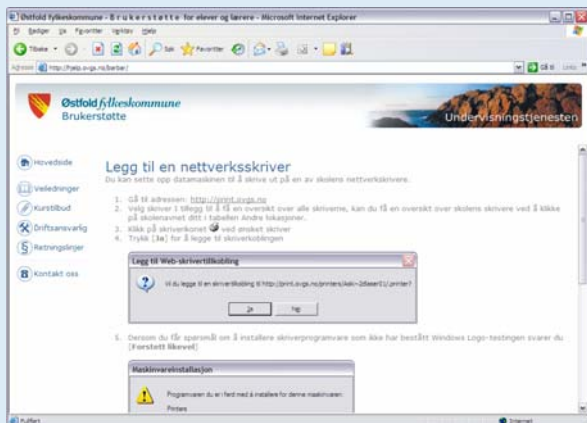 Østfold fylkeskommune - Brukerstøtte for elever og lærere - Microsoft Internet Explorer
Fil Rediger Vis Favoritter Verktøy Hjelp
Tilbake Søk Favoritter
Adresse http://hjelp.ovgs.no/barbar/ Gå til
Østfold fylkeskommune
Brukerstøtte
Undervisningstjenesten
Hovedside
Veiledninger
Kurstilbud
Driftsansvarlig
Retningslinjer
Kontakt oss
Legg til en nettverksskriver
Du kan sette opp datamaskinen til å skrive ut på en av skolens nettverkskrivere.
1. Gå til adressen: http://print.ovgs.no
2. Velg skriver I tillegg til å få en oversikt over alle skriverne, kan du få en oversikt over skolens skrivere ved å klikke
på skolenavnet ditt i tabellen Andre lokasjoner.
3. Klikk på skriverikonet ved ønsket skriver
4. Trykk [Ja] for å legge til skriverkoblingen
Legg til Web-skrivertilkobling
Vil du legge til en skrivertilkobling til
Ja Nei
5. Dersom du får spørsmål om å installere skriverprogramvare som ikke har bestått Windows Logo-testingen svarer du
[Forstett likevel]
Maskinvareinstallasjon
Programvaren du er i ferd med å installere for denne maskinvaren:
Printers
Fullført Internett